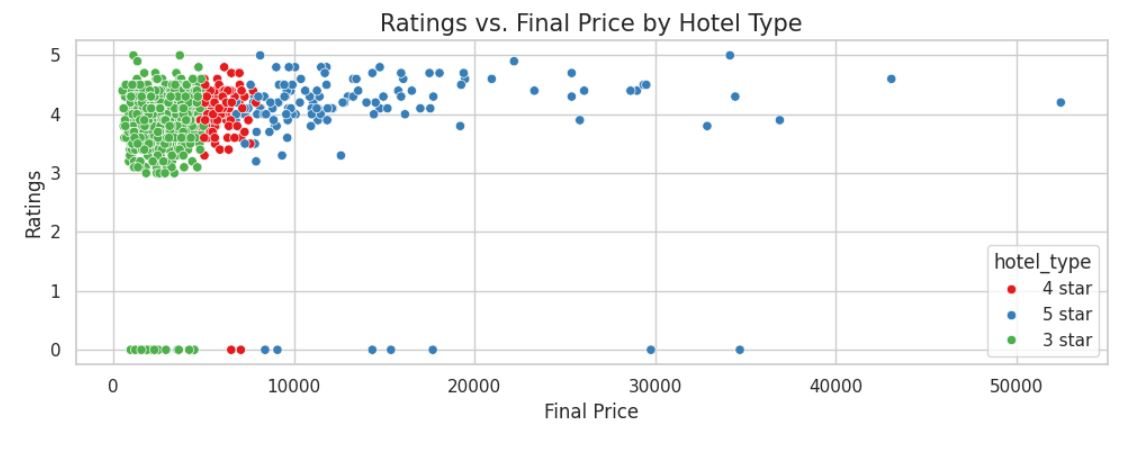 Ratings vs. Final Price by Hotel Type
5
4
3
2
1
0
Ratings
hotel_type
4 star
5 star
3 star
0 10000 20000 30000 40000 50000
Final Price